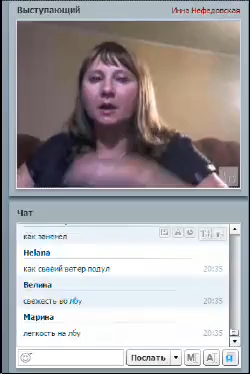 Выступающий
Инна Нефедовская
Чат
как занемел
Helana
как свеий ветер подул
20:35
Велина
свежесть во лбу
20:35
Марина
легкость на лбу
20:35
Послать
M
A